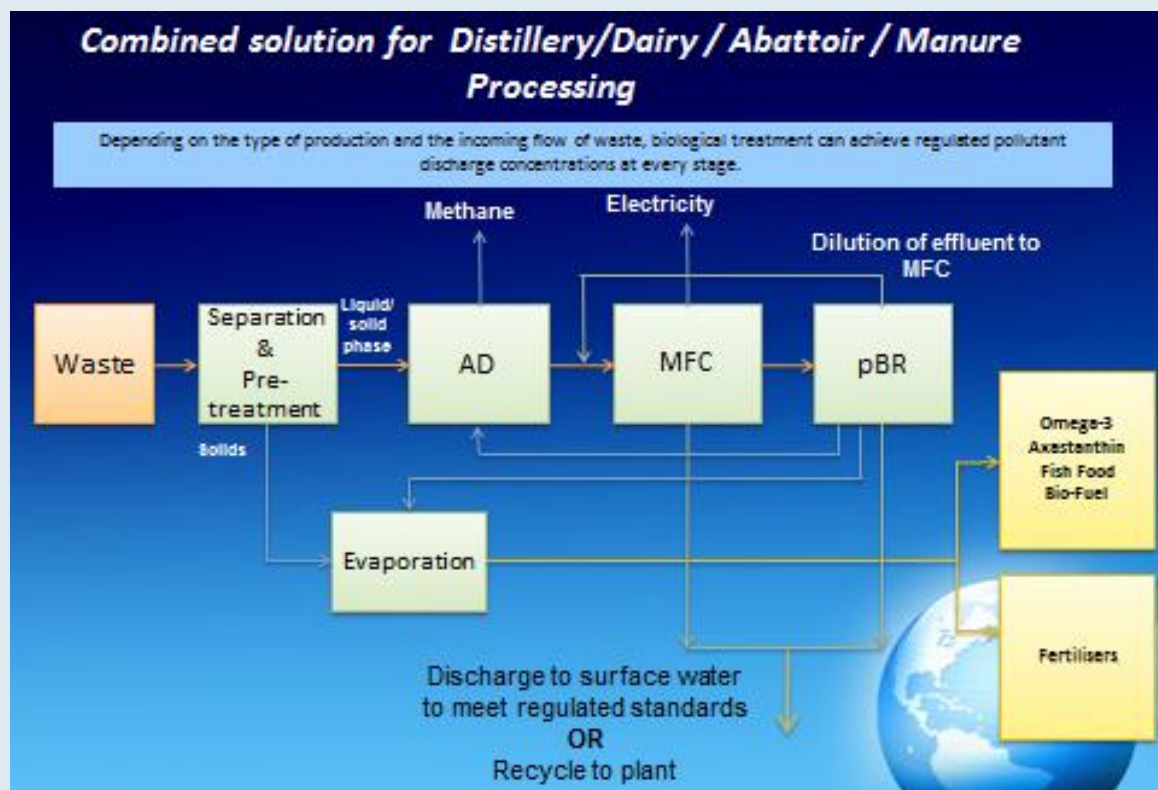 Combined solution for Distillery/Dairy / Abattoir / Manure
Processing
Depending on the type of production and the incoming flow of waste, biological treatment can achieve regulated pollutant
discharge concentrations at every stage.
Methane
Electricity
Dilution of effluent to
MFC
Waste
Separation
&
Pre-
treatment
Liquid/
solid
phase
AD
MFC
pBR
Solids
Evaporation
Omega-3
Axastanthin
Fish Food
Bio-Fuel
Fertilisers
Discharge to surface water
to meet regulated standards
OR
Recycle to plant